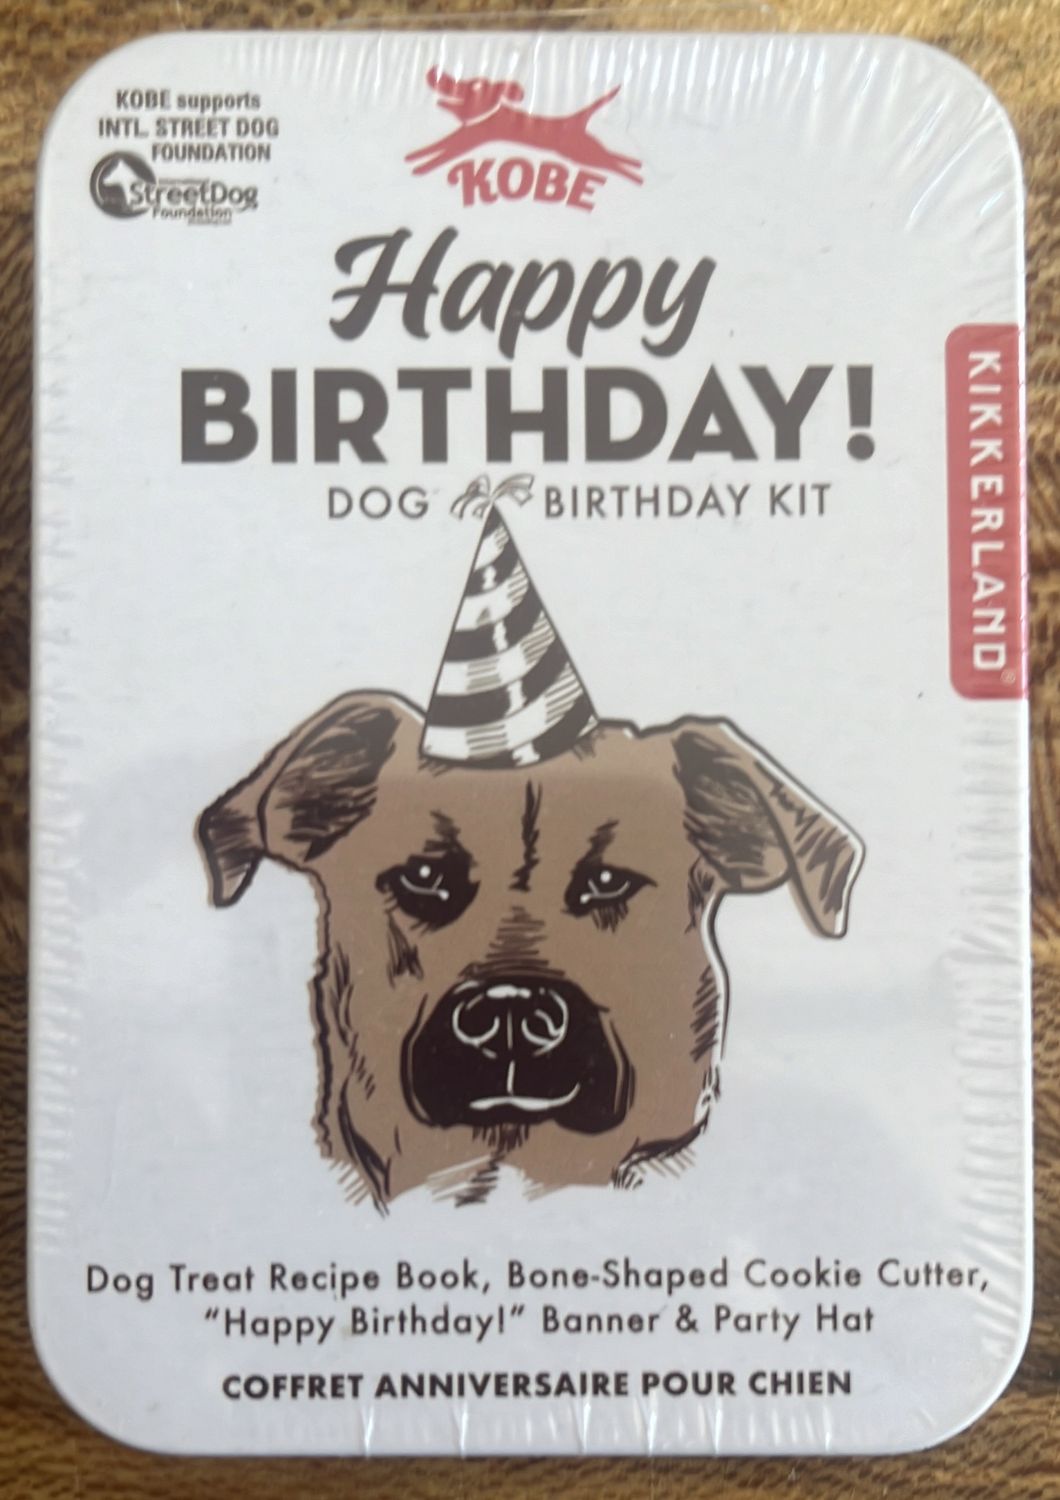 KOBE supports
INTL. STREET DOG
FOUNDATION
StreetDog
Foundation
KOBE
Happy
BIRTHDAY!
DOG BIRTHDAY KIT
KIKKERLAND®
Dog Treat Recipe Book, Bone-Shaped Cookie Cutter,
“Happy Birthday!” Banner & Party Hat
COFFRET ANNIVERSAIRE POUR CHIEN